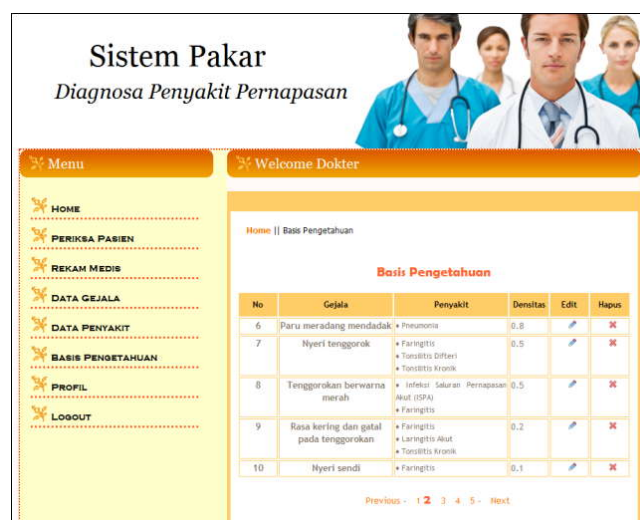 Sistem Pakar
Diagnosa Penyakit Pernapasan
Menu
Home
Periksa Pasien
Rekam Medis
Data Gejala
Data Penyakit
Basis Pengetahuan
Profil
Logout
Welcome Dokter
Home || Basis Pengetahuan
Basis Pengetahuan
No Gejala Penyakit Densitas Edit Hapus
6 Paru meradang mendadak • Pneumonia 0.8
7 Nyeri tenggorok • Faringitis 0.5
• Tonsilitis Difteri
• Tonsilitis Kronik
8 Tenggorokan berwarna • Infeksi Saluran Pernapasan 0.5
merah Akut (ISPA)
• Faringitis
9 Rasa kering dan gatal • Faringitis 0.2
pada tenggorokan • Laringitis Akut
• Tonsilitis Kronik
10 Nyeri sendi • Faringitis 0.1
Previous - 1 2 3 4 5 - Next